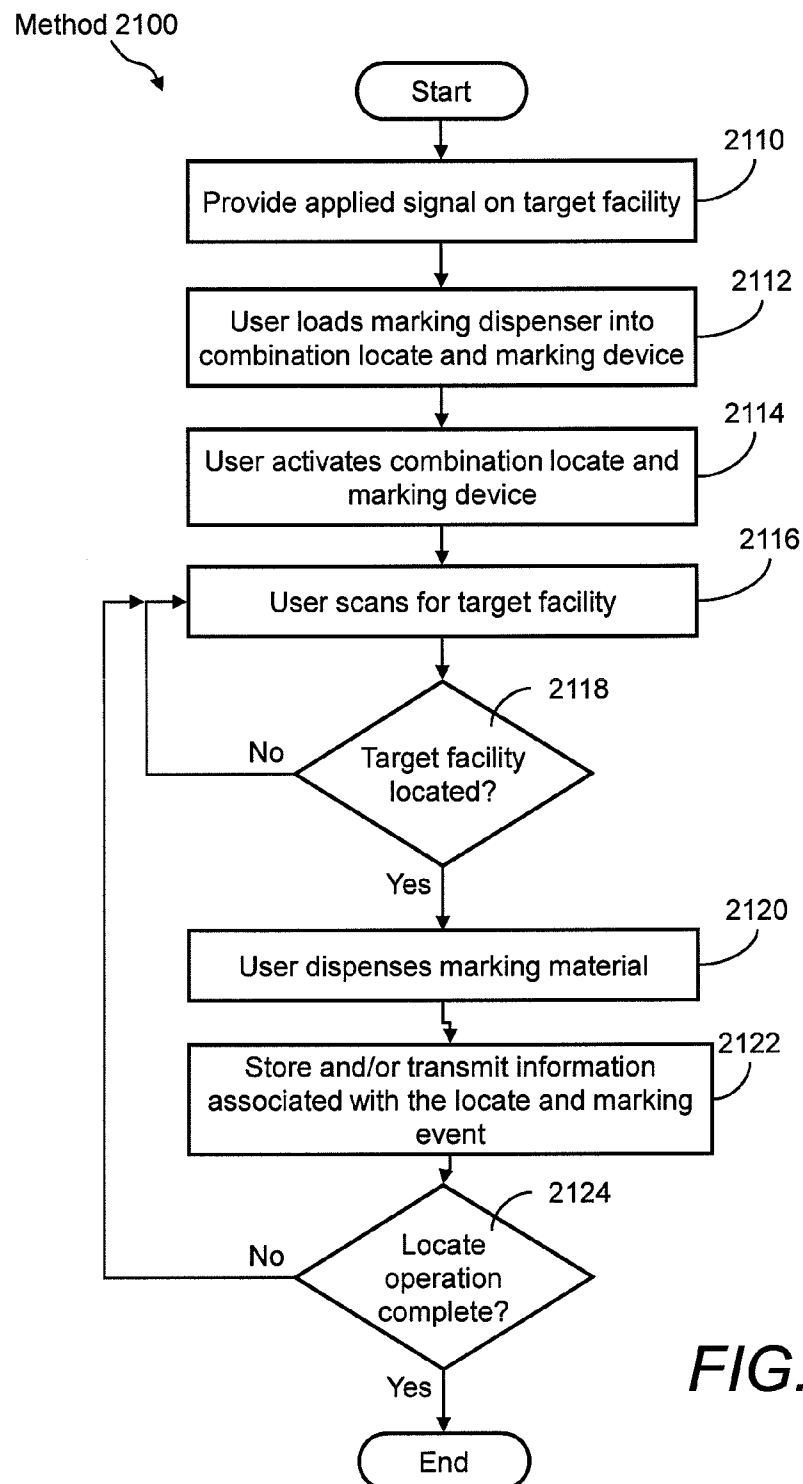 Method 2100
Start
2110
Provide applied signal on target facility
2112
User loads marking dispenser into
combination locate and marking device
2114
User activates combination locate and
marking device
2116
User scans for target facility
2118
No
Target facility
located?
Yes
2120
User dispenses marking material
2122
Store and/or transmit information
associated with the locate and marking
event
2124
No
Locate
operation
complete?
Yes
FIG.
End